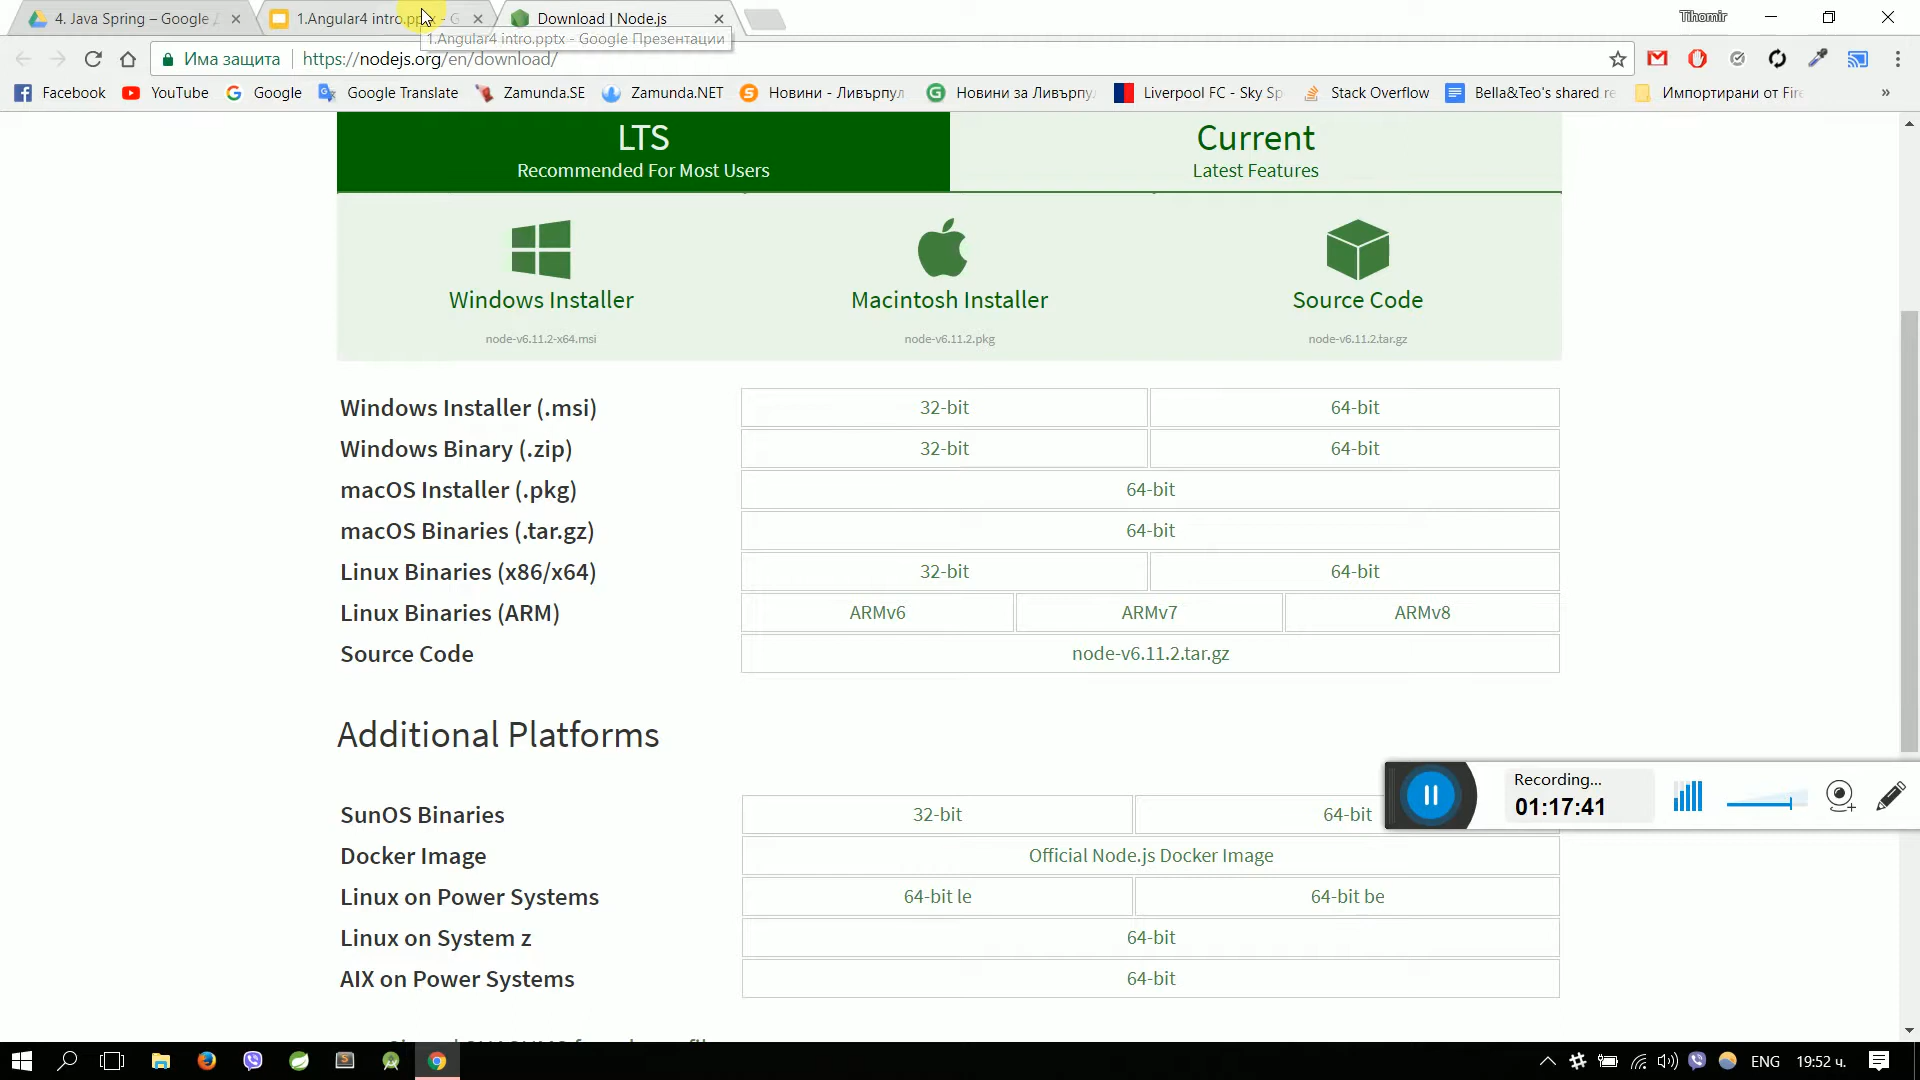 4. Java Spring – Google
1.Angular4 intro.pptx - G
Download | Node.js
Tihomir
1.Angular4 intro.pptx - Google Презентации
Има защита
https://nodejs.org/en/download/
Facebook
YouTube
Google
Google Translate
Zamunda.SE
Zamunda.NET
Новини - Ливърпул
Новини за Ливърпу
Liverpool FC - Sky Sp
Stack Overflow
Bella&Teo's shared re
Импортирани от Fire
»
LTS
Recommended For Most Users
Current
Latest Features
Windows Installer
node-v6.11.2-x64.msi
Macintosh Installer
node-v6.11.2.pkg
Source Code
node-v6.11.2.tar.gz
Windows Installer (.msi)
32-bit
64-bit
Windows Binary (.zip)
32-bit
64-bit
macOS Installer (.pkg)
64-bit
macOS Binaries (.tar.gz)
64-bit
Linux Binaries (x86/x64)
32-bit
64-bit
Linux Binaries (ARM)
ARMv6
ARMv7
ARMv8
Source Code
node-v6.11.2.tar.gz
Additional Platforms
Recording...
01:17:41
SunOS Binaries
32-bit
64-bit
Docker Image
Official Node.js Docker Image
Linux on Power Systems
64-bit le
64-bit be
Linux on System z
64-bit
AIX on Power Systems
64-bit
ENG
19:52 ч.